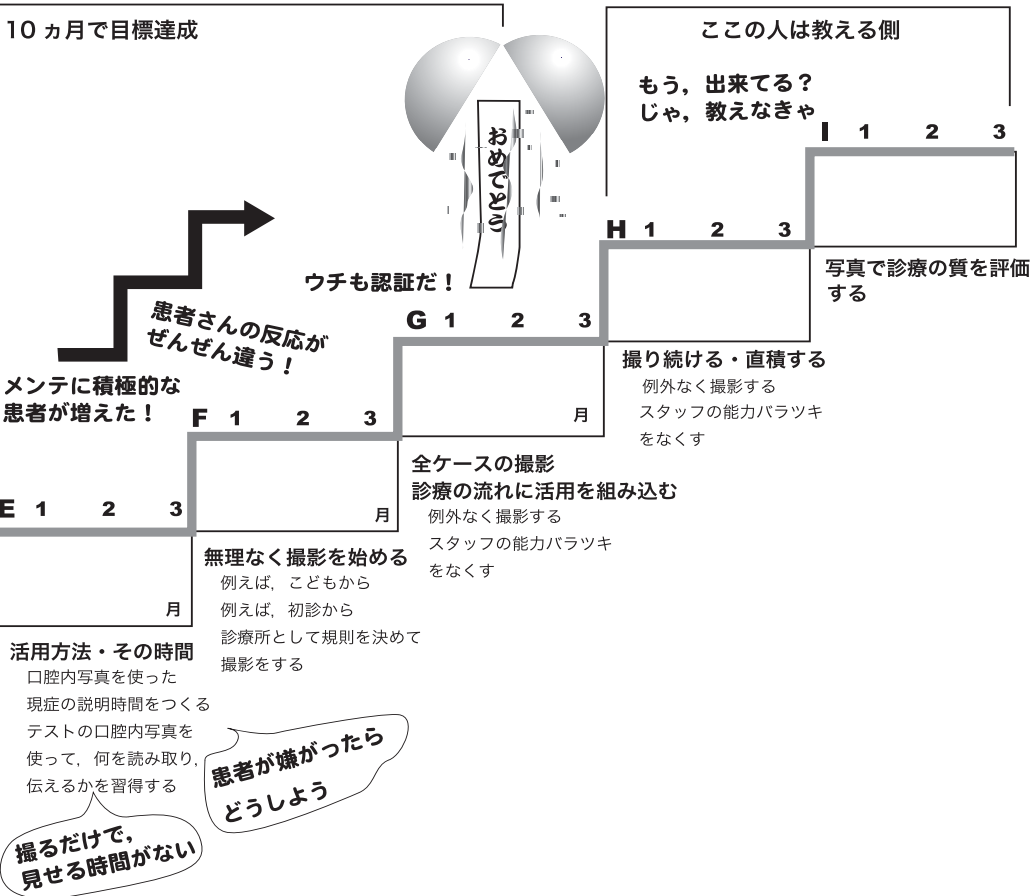 10 ヵ月で目標達成
ここの人は教える側
もう，出来てる？
じゃ，教えなきゃ
I 1 2 3
おめでとう
H 1 2 3
写真で診療の質を評価
する
ウチも認証だ！
G 1 2 3
患者さんの反応が
ぜんぜん違う！
撮り続ける・直積する
例外なく撮影する
スタッフの能力バラツキ
をなくす
メンテに積極的な
患者が増えた！
F 1 2 3
月
全ケースの撮影
診療の流れに活用を組み込む
例外なく撮影する
スタッフの能力バラツキ
をなくす
E 1 2 3
月
無理なく撮影を始める
例えば，こどもから
例えば，初診から
診療所として規則を決めて
撮影をする
月
活用方法・その時間
口腔内写真を使った
現症の説明時間をつくる
テストの口腔内写真を
使って，何を読み取り，
伝えるかを習得する
患者が嫌がったら
どうしよう
撮るだけで，
見せる時間がない